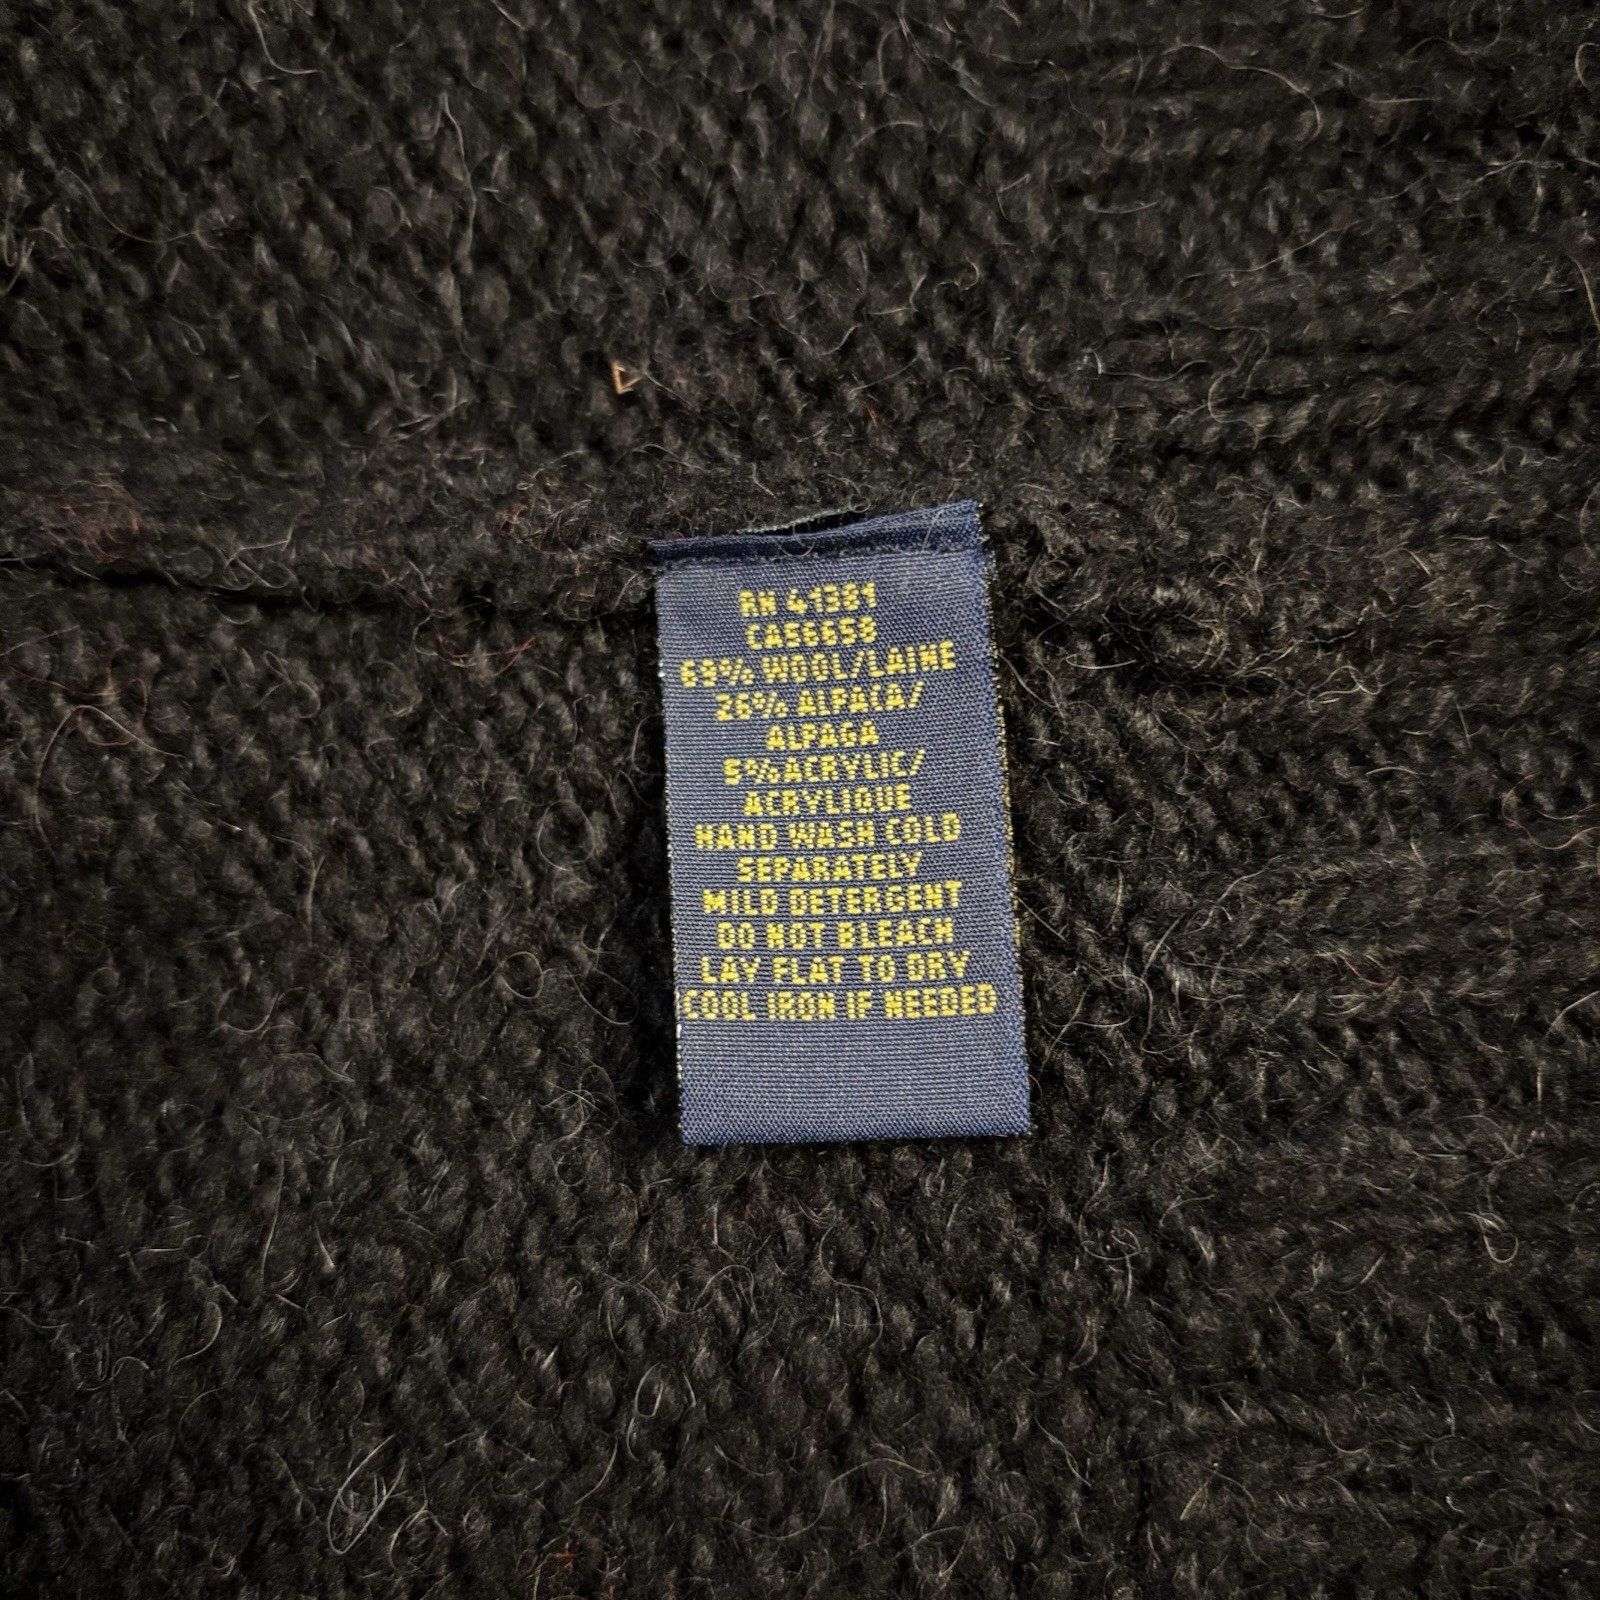 RN 41381
CA56658
69% WOOL/LAINE
26% ALPACA/
ALPAGA
5% ACRYLIC/
ACRYLIQUE
HAND WASH COLD
SEPARATELY
MILD DETERGENT
DO NOT BLEACH
LAY FLAT TO DRY
COOL IRON IF NEEDED